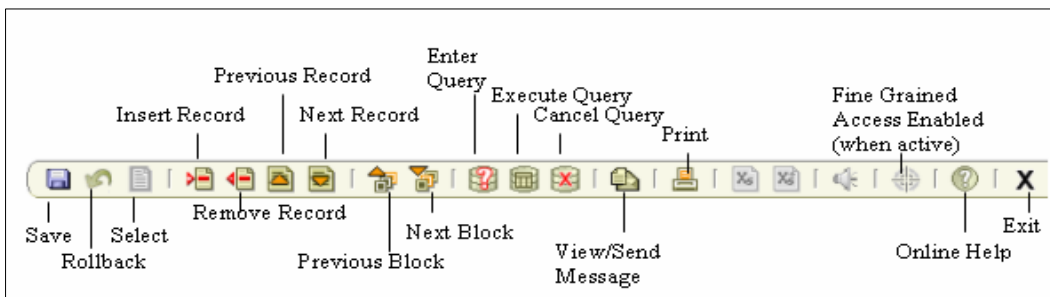 Enter
Query
Previous Record
Execute Query
Fine Grained
Access Enabled
(when active)
Insert Record
Next Record
Cancel Query
Print
Remove Record
Save
Select
Next Block
View/Send
Message
Online Help
Exit
Rollback
Previous Block